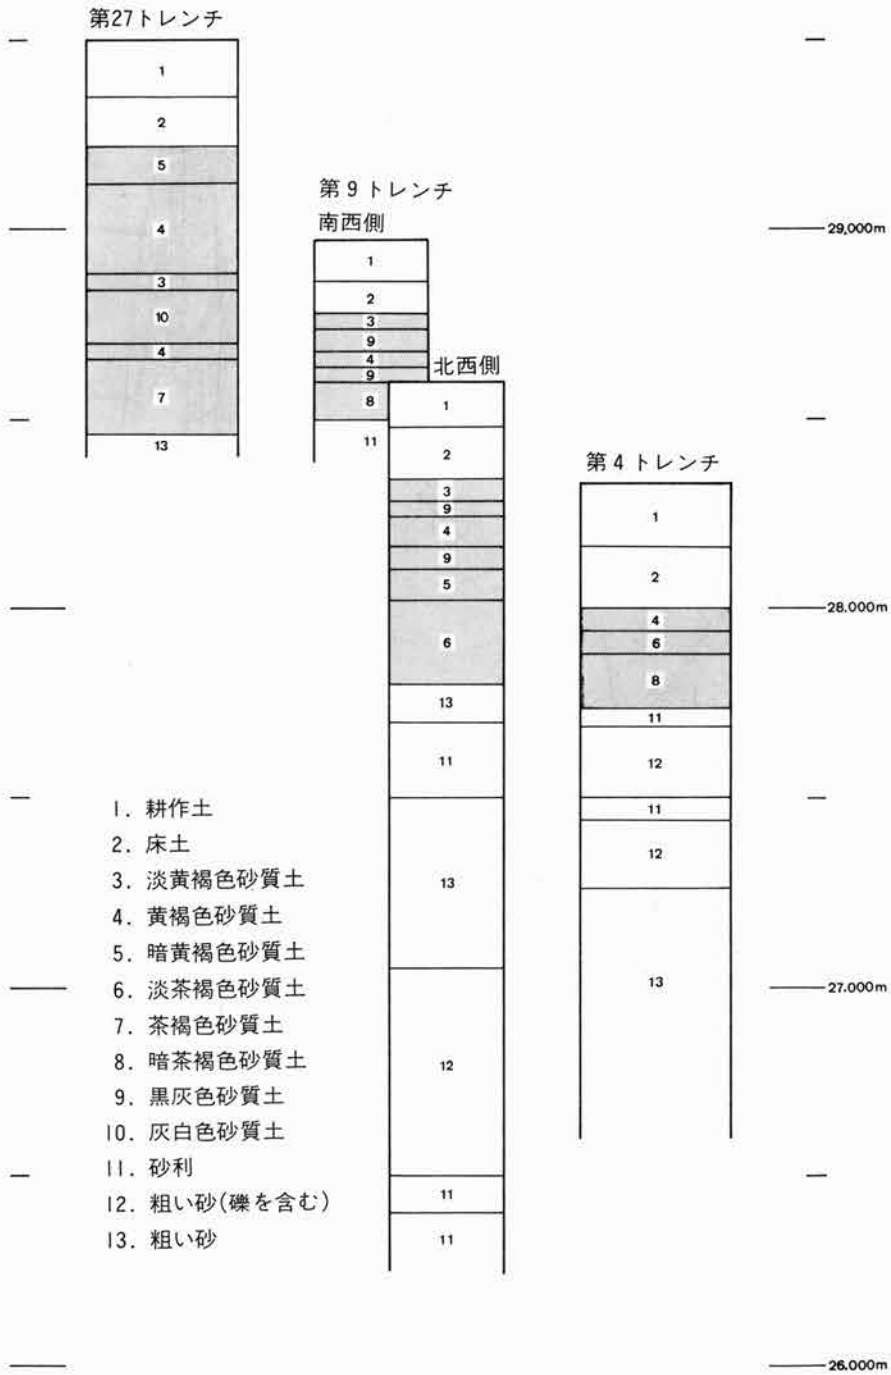 第27トレンチ
1
2
5
4
3
10
4
7
13
第9トレンチ
南西側
1
2
3
9
4
9
8
11
北西側
1
2
3
9
4
9
5
6
13
11
13
12
11
11
第4トレンチ
1
2
4
6
8
11
12
11
12
13
29,000m
28.000m
27.000m
26.000m
1. 耕作土
2. 床土
3. 淡黄褐色砂質土
4. 黄褐色砂質土
5. 暗黄褐色砂質土
6. 淡茶褐色砂質土
7. 茶褐色砂質土
8. 暗茶褐色砂質土
9. 黒灰色砂質土
10. 灰白色砂質土
11. 砂利
12. 粗い砂(礫を含む)
13. 粗い砂